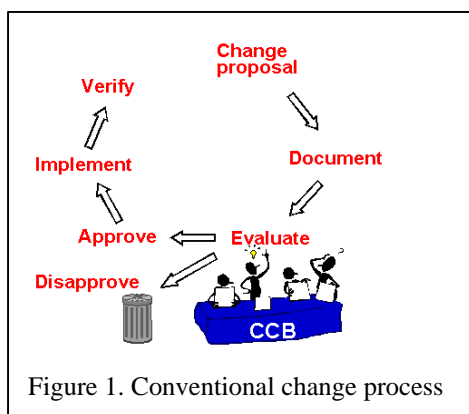 Change
proposal
Document
Evaluate
Approve
Disapprove
Implement
Verify
CCB
Figure 1. Conventional change process